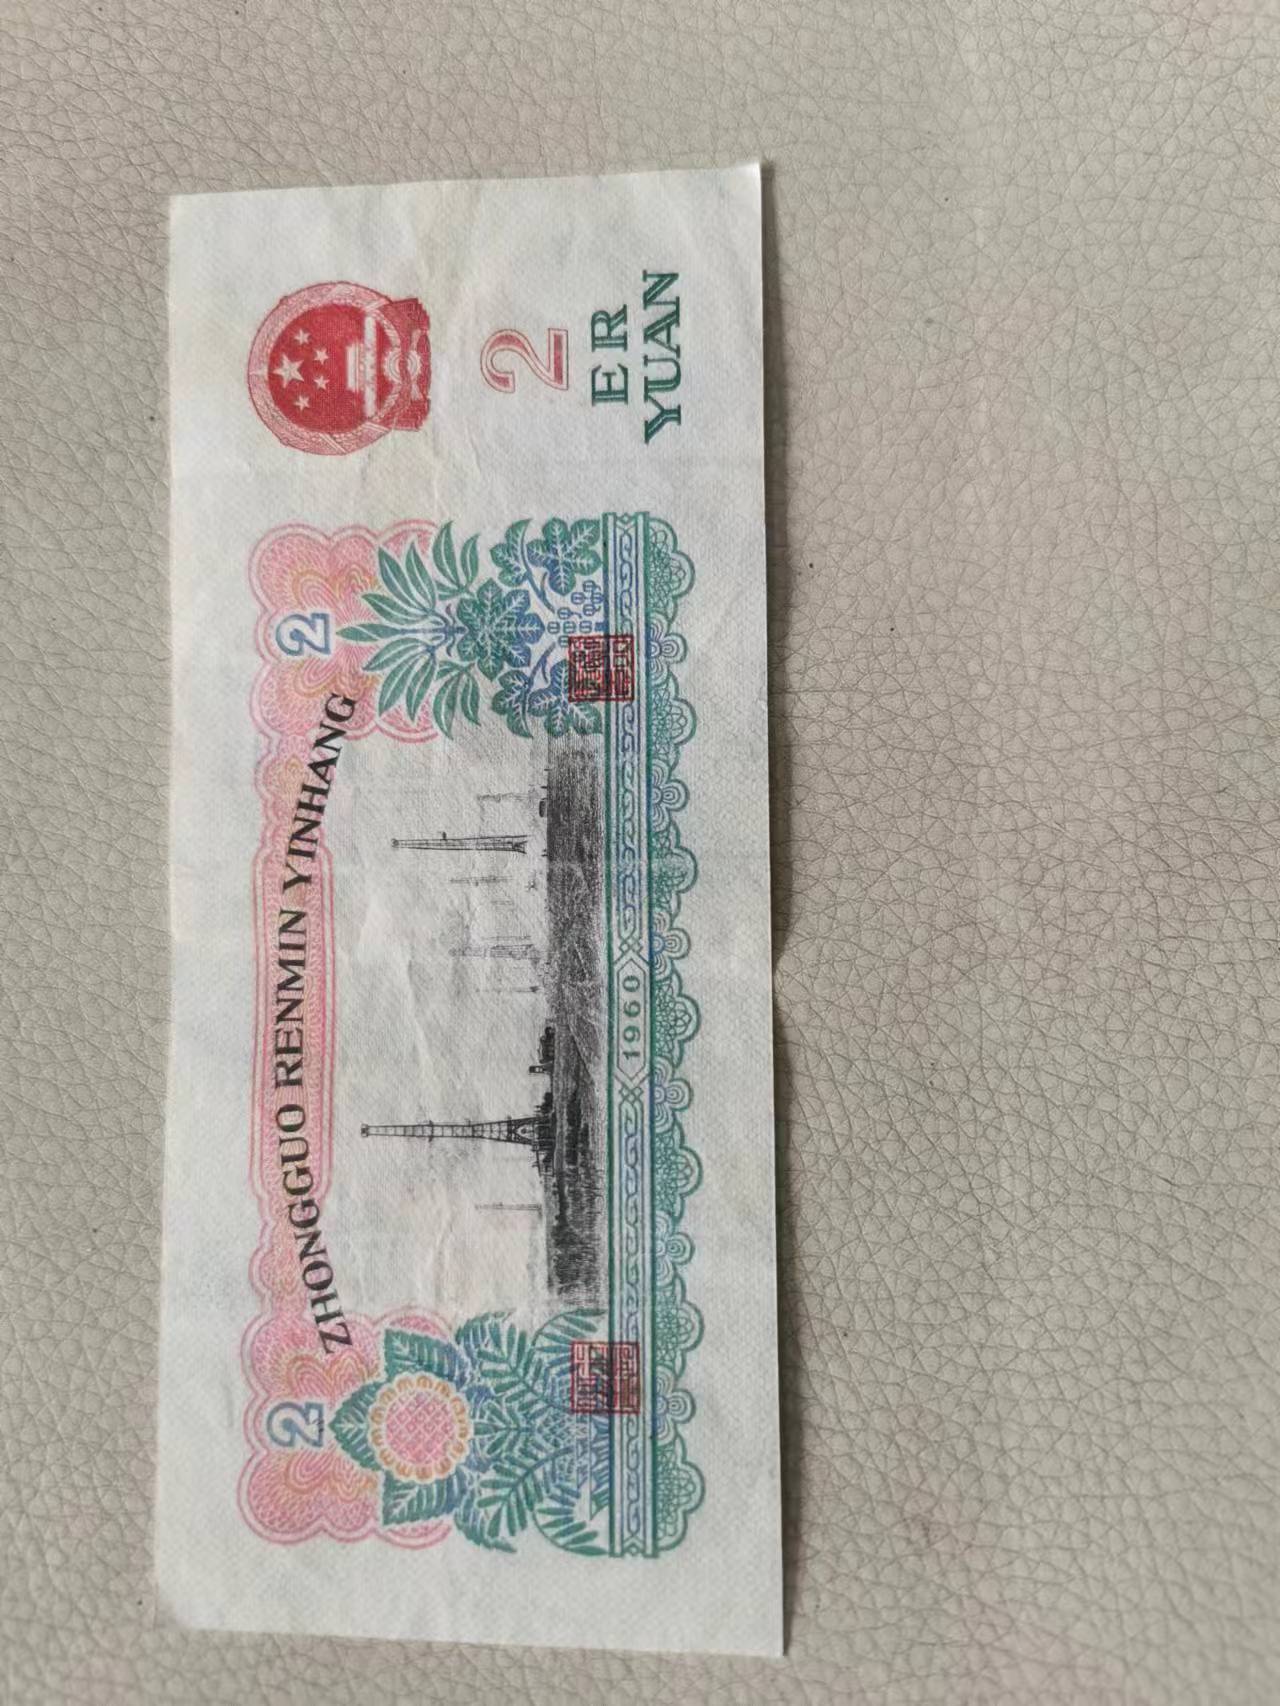 ZHONGGUO RENMIN YINHANG
2
2
2
ER
YUAN
1960